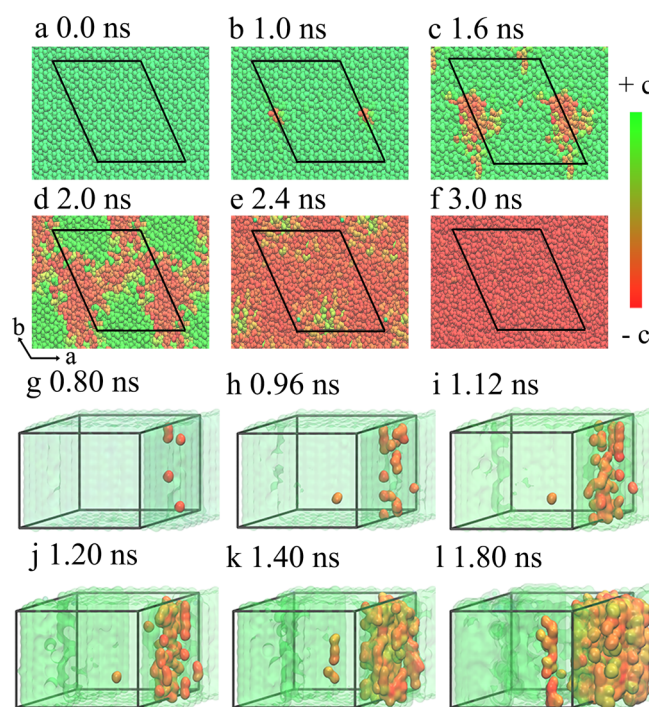 a 0.0 ns
b 1.0 ns
c 1.6 ns
+ c
d 2.0 ns
e 2.4 ns
f 3.0 ns
- c
b
a
g 0.80 ns
h 0.96 ns
i 1.12 ns
j 1.20 ns
k 1.40 ns
l 1.80 ns